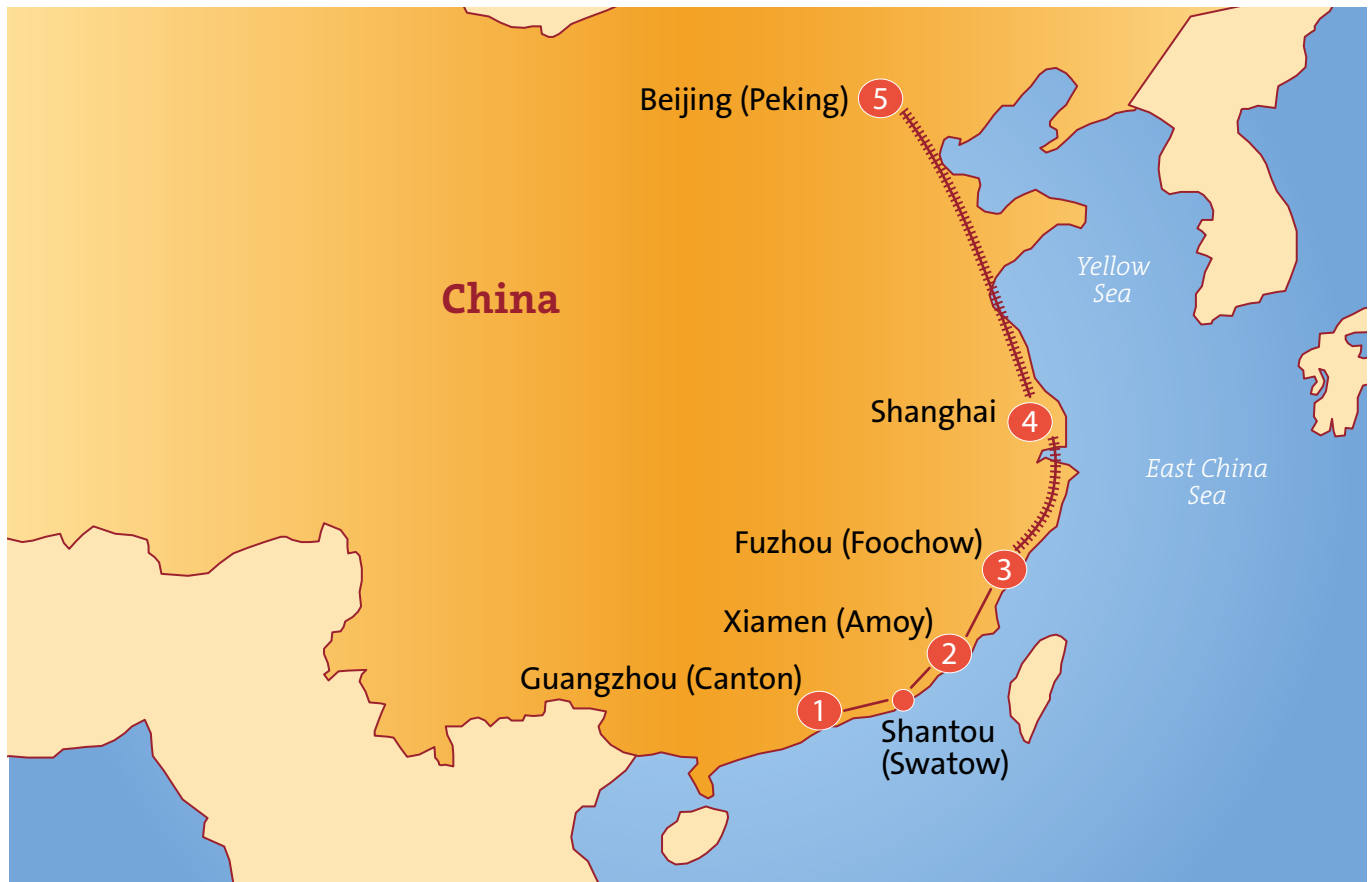 Beijing (Peking) 5
China
Yellow
Sea
Shanghai
4
East China
Sea
Fuzhou (Foochow)
3
Xiamen (Amoy)
2
Guangzhou (Canton)
1
Shantou
(Swatow)